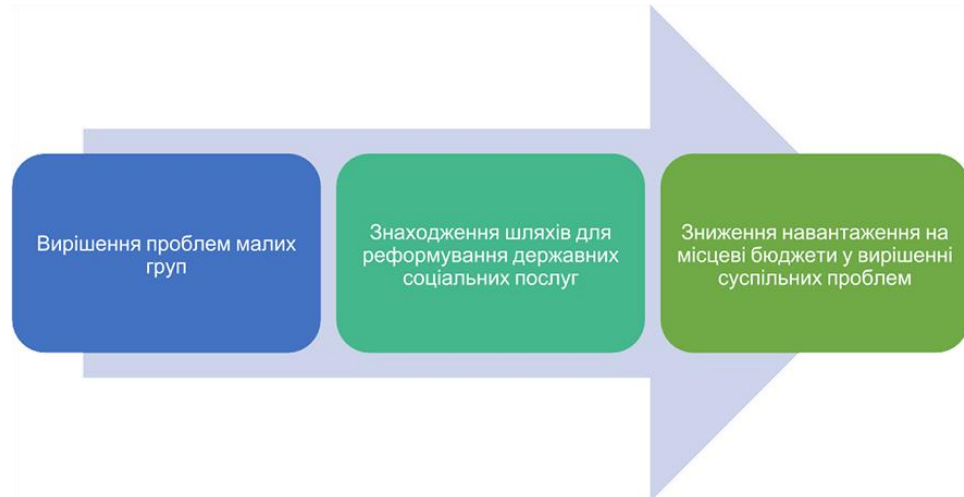 Вирішення проблем малих
груп
Знаходження шляхів для
реформування державних
соціальних послуг
Зниження навантаження на
місцеві бюджети у вирішенні
суспільних проблем